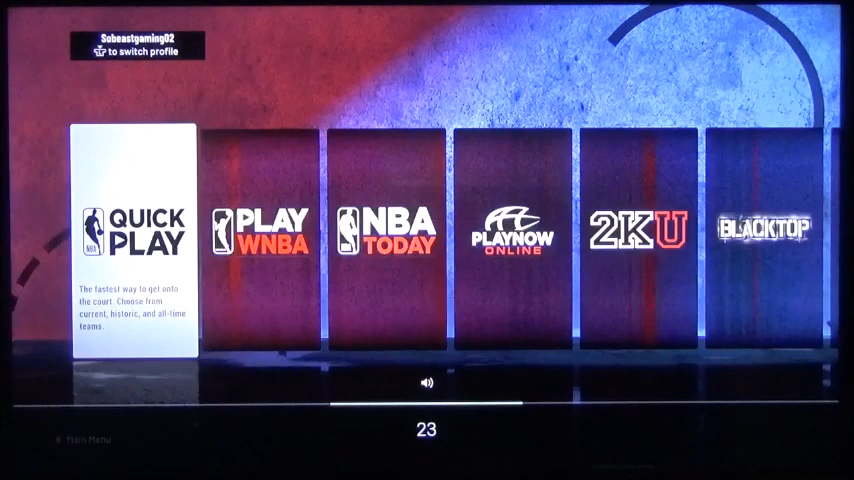 Sobeastgaming02
to switch profile
QUICK
PLAY
NBA
The fastest way to get onto
the court. Choose from
current, historic, and all-time
teams.
PLAY
WNBA
NBA
TODAY
PLAYNOW
ONLINE
2KU
BLACKTOP
23
Main Menu